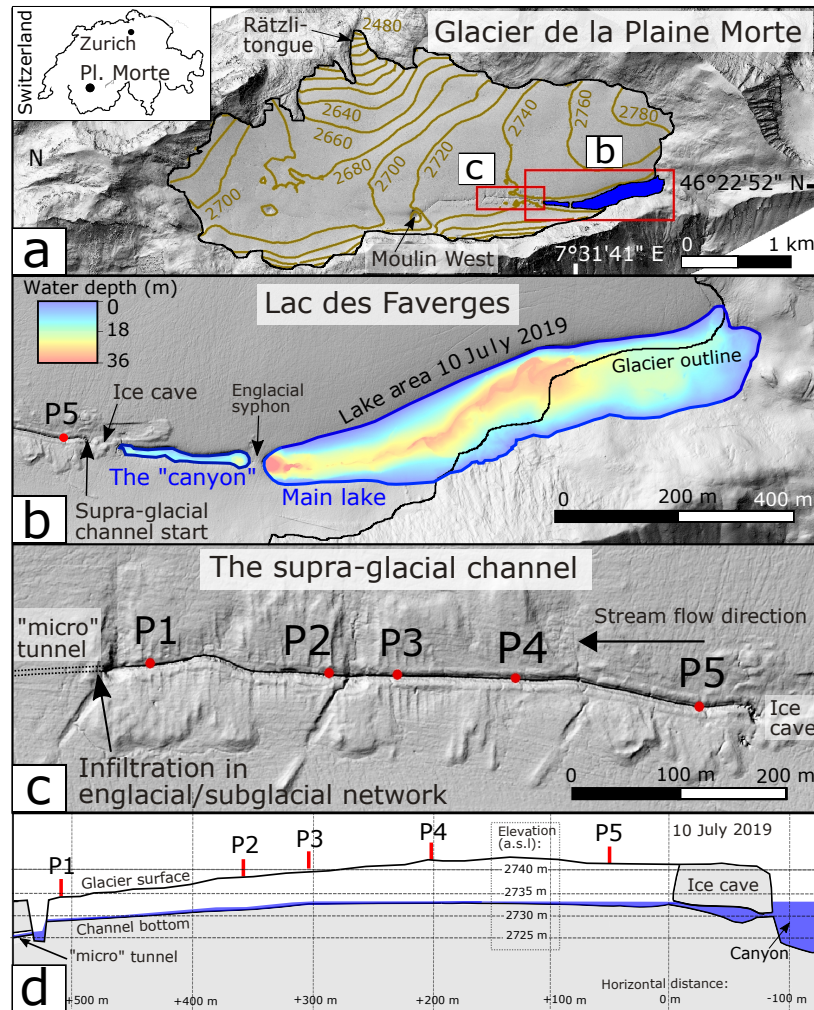 Switzerland
Zurich
Pl. Morte
Rätzli-
tongue
2480
Glacier de la Plaine Morte
2640
2660
2680
2700
2700
2720
2740
2760
2780
N
c
b
46°22'52" N
Moulin West
7°31'41" E
0 1 km
a
Water depth (m)
0
18
36
Lac des Faverges
Lake area 10 July 2019
Glacier outline
P5
Ice cave
Englacial
syphon
The "canyon"
Main lake
Supra-glacial
channel start
0 200 m 400 m
b
The supra-glacial channel
"micro"
tunnel
P1
P2
P3
P4
P5
Stream flow direction
Ice
cave
Infiltration in
englacial/subglacial network
0 100 m 200 m
c
P1
P2
P3
P4
P5
Elevation
(a.s.l):
10 July 2019
2740 m
2735 m
2730 m
2725 m
Glacier surface
Channel bottom
Ice cave
Canyon
"micro" tunnel
Horizontal distance:
+500 m +400 m +300 m +200 m +100 m 0 m -100 m
d